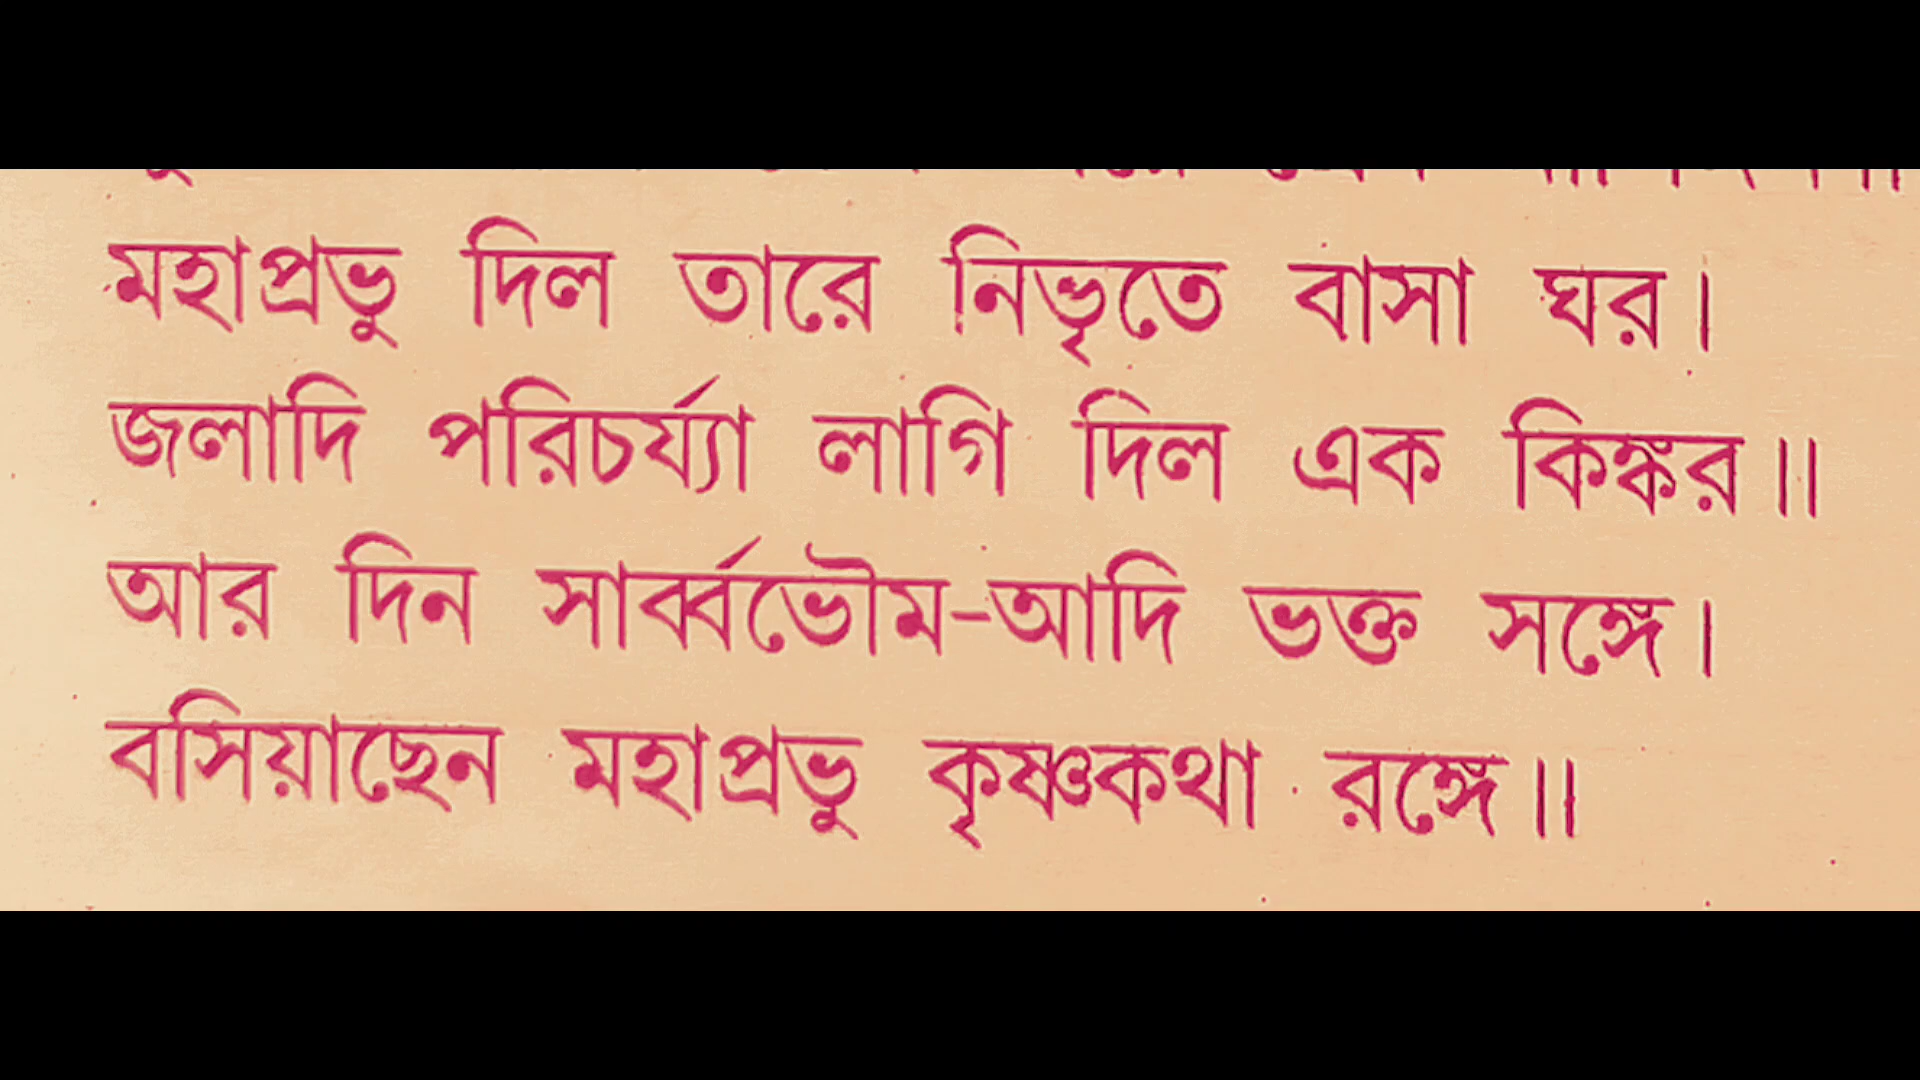 মহাপ্রভু দিল তারে নিভৃতে বাসা ঘর।
জলাদি পরিচর্য্যা লাগি দিল এক কিঙ্কর॥
আর দিন সার্ব্বভৌম-আদি ভক্ত সঙ্গে।
বসিয়াছেন মহাপ্রভু কৃষ্ণকথা রঙ্গে॥